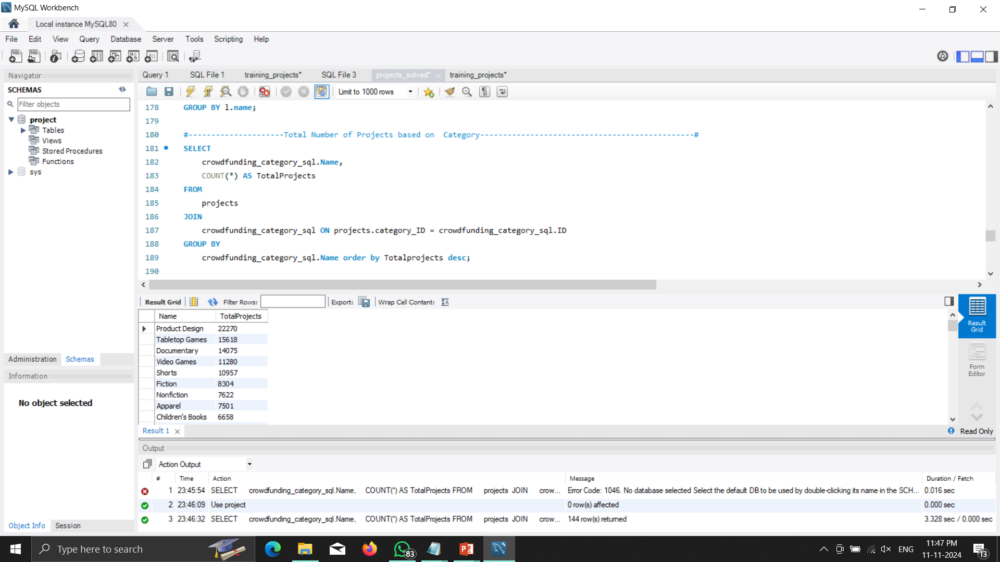 MySQL Workbench
Local instance MySQL80
File Edit View Query Database Server Tools Scripting Help
Navigator
SCHEMAS
Filter objects
project
Tables
Views
Stored Procedures
Functions
sys
Administration Schemas
Information
No object selected
Object Info Session
Query 1 SQL File 1 training_projects* SQL File 3 projects_solved* training_projects*
Limit to 1000 rows
178 GROUP BY l.name;
179
180 #---------------------Total Number of Projects based on  Category-----------------------------------------------#
181 SELECT
182 crowdfunding_category_sql.Name,
183 COUNT(*) AS TotalProjects
184 FROM
185 projects
186 JOIN
187 crowdfunding_category_sql ON projects.category_ID = crowdfunding_category_sql.ID
188 GROUP BY
189 crowdfunding_category_sql.Name order by Totalprojects desc;
190
Result Grid Filter Rows: Export: Wrap Cell Content:
Name TotalProjects
Product Design 22270
Tabletop Games 15618
Documentary 14075
Video Games 11280
Shorts 10957
Fiction 8304
Nonfiction 7622
Apparel 7501
Children's Books 6658
Result Grid
Form Editor
Result 1
Read Only
Output
Action Output
# Time Action Message Duration / Fetch
1 23:45:54 SELECT crowdfunding_category_sql.Name, COUNT(*) AS TotalProjects FROM projects JOIN crow... Error Code: 1046. No database selected Select the default DB to be used by double-clicking its name in the SCH... 0.016 sec
2 23:46:09 Use project 0 row(s) affected 0.000 sec
3 23:46:32 SELECT crowdfunding_category_sql.Name, COUNT(*) AS TotalProjects FROM projects JOIN crow... 144 row(s) returned 3.328 sec / 0.000 sec
Type here to search
83
ENG
11:47 PM
11-11-2024
13